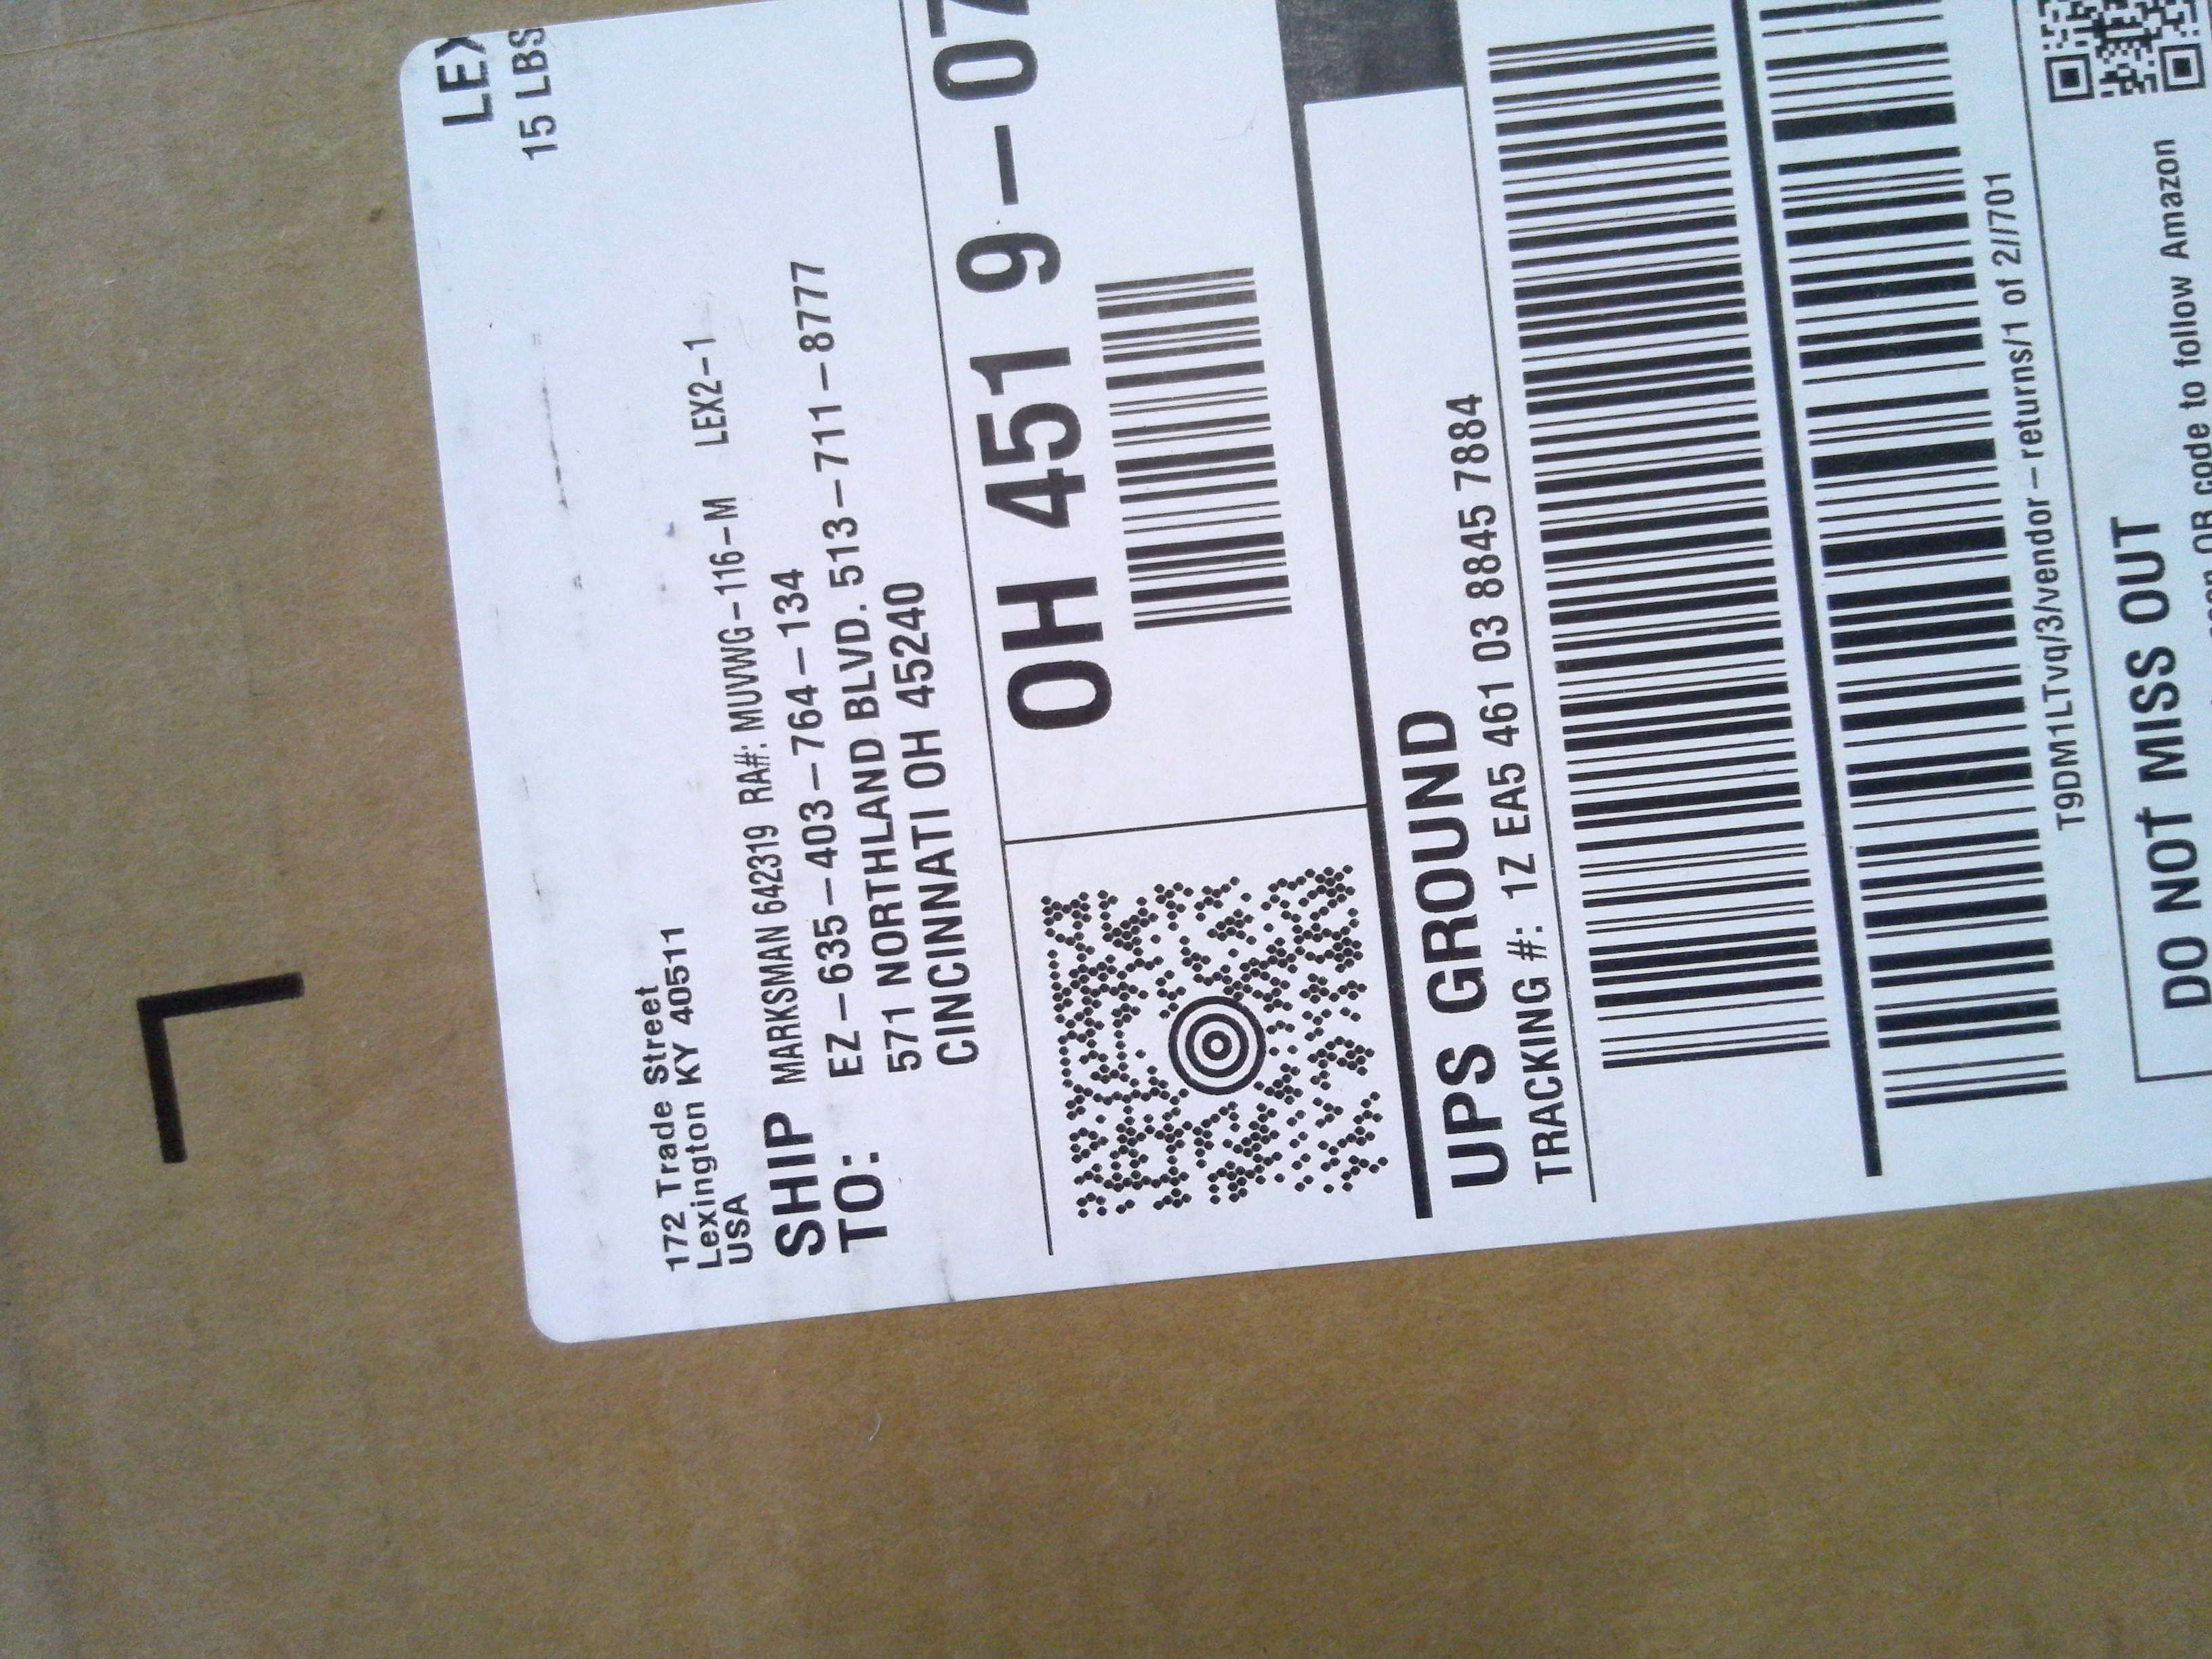 LEX
15 LBS
172 Trade Street
Lexington KY 40511
USA
SHIP TO:
MARKSMAN 642319 RA#: MUVWG-116-M LEX2-1
EZ-635-403-764-134
571 NORTHLAND BLVD. 513-711-8777
CINCINNATI OH 45240
OH 451 9-07
UPS GROUND
TRACKING #: 1Z EA5 461 03 8845 7884
T9DM1LTvq/3/vendor-returns/1 of 2//701
DO NOT MISS OUT
code to follow Amazon